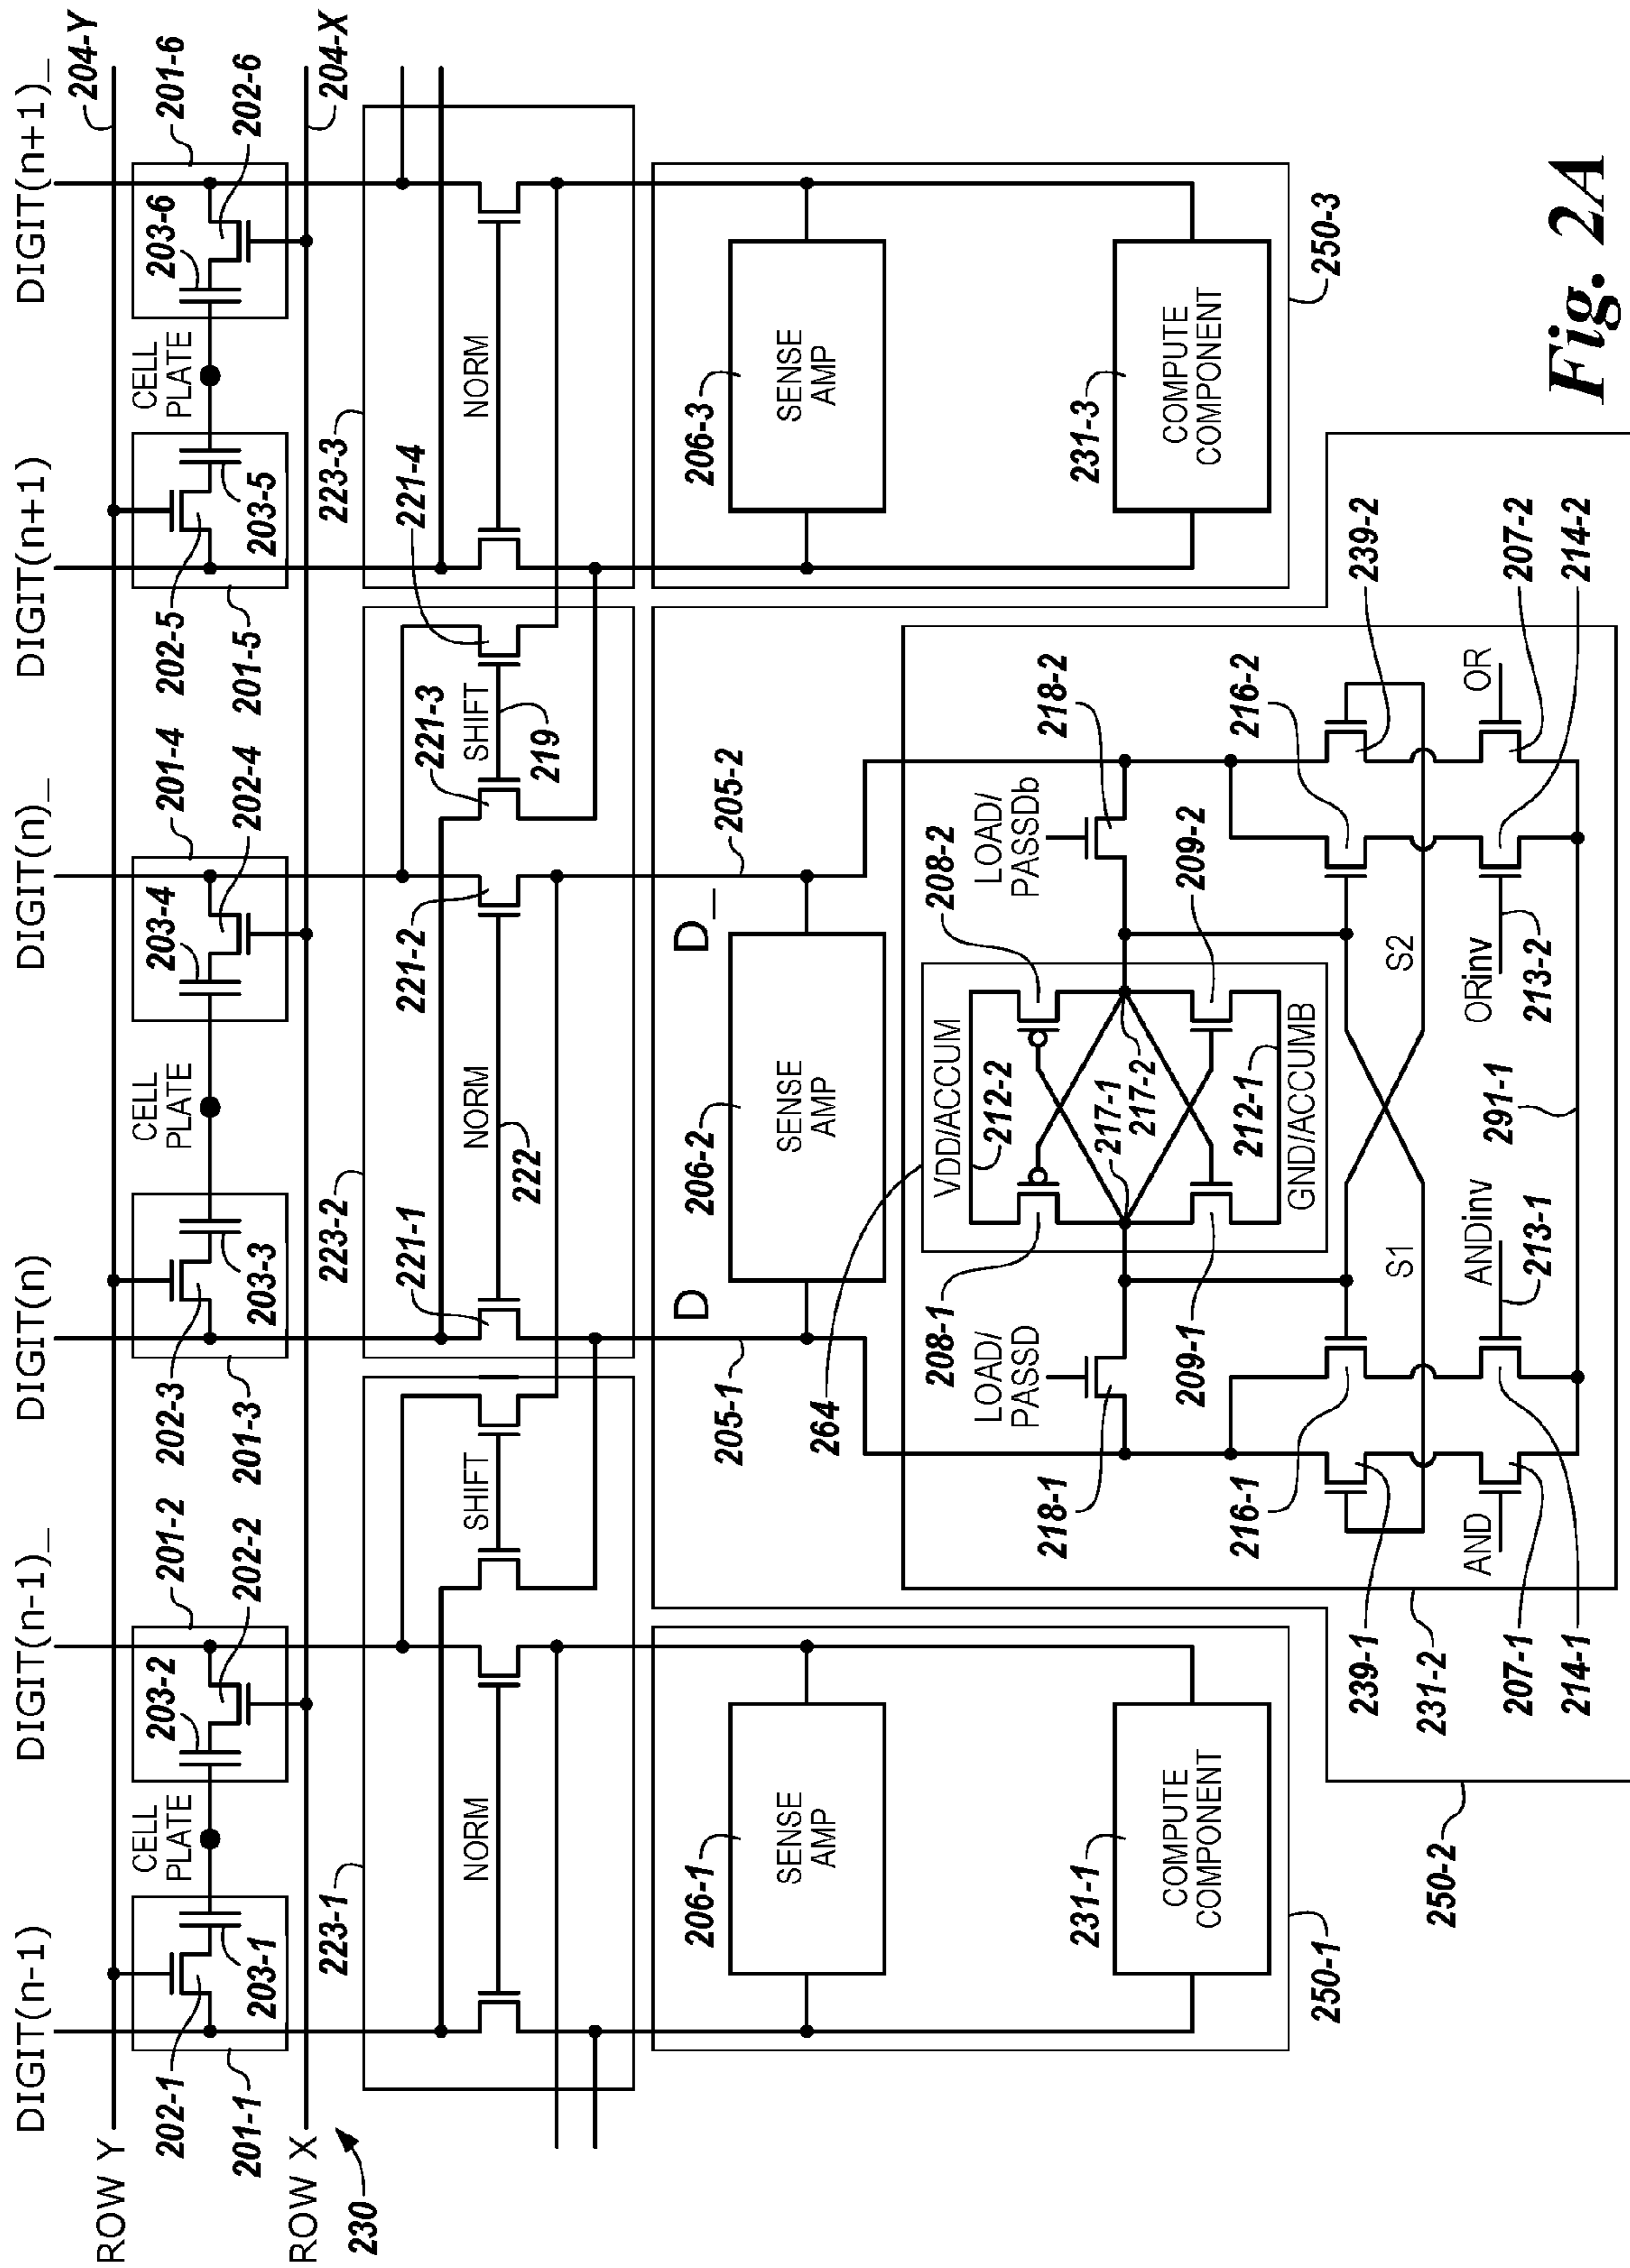 DIGIT(n-1)
DIGIT(n-1)_
DIGIT(n)
DIGIT(n)_
DIGIT(n+1)
DIGIT(n+1)_
204-Y
ROW Y
202-1
201-1
203-1
CELL
PLATE
203-2
201-2
202-2
202-3
201-3
203-3
CELL
PLATE
203-4
201-4
202-4
202-5
201-5
203-5
CELL
PLATE
203-6
201-6
202-6
ROW X
204-X
230
223-1
NORM
SHIFT
223-2
221-1
NORM
222
221-2
221-3
SHIFT
219
221-4
223-3
NORM
206-1
SENSE
AMP
231-1
COMPUTE
COMPONENT
250-1
205-1
D
206-2
SENSE
AMP
D_
205-2
206-3
SENSE
AMP
231-3
COMPUTE
COMPONENT
250-3
264
VDD/ACCUM
212-2
208-1
208-2
LOAD/
PASSD
LOAD/
PASSDb
218-1
218-2
217-1
217-2
209-1
209-2
212-1
GND/ACCUMB
216-1
216-2
239-1
239-2
S1
S2
231-2
AND
ANDinv
ORinv
OR
250-2
207-1
213-1
291-1
213-2
207-2
214-1
214-2
Fig. 2A